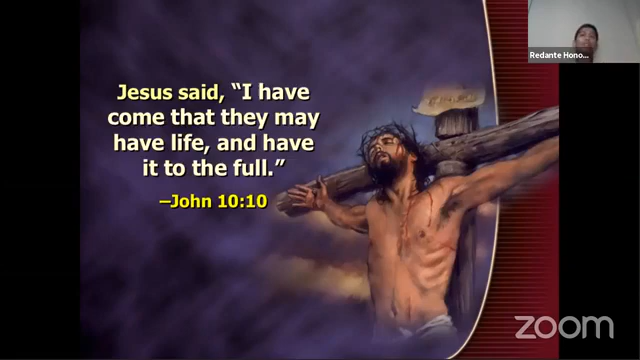 Jesus said, “I have
come that they may
have life, and have
it to the full.”
–John 10:10
Redante Hono...
zoom